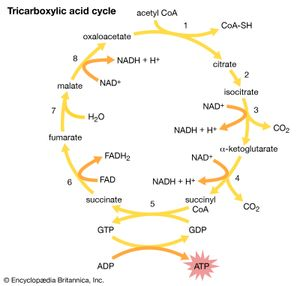 Tricarboxylic acid cycle
acetyl CoA
1
CoA-SH
oxaloacetate
citrate
2
isocitrate
NAD⁺
3
NADH + H⁺
CO₂
α-ketoglutarate
NAD⁺
4
NADH + H⁺
CO₂
succinyl
CoA
5
GDP
GTP
ADP
ATP
succinate
6
FAD
FADH₂
fumarate
7
H₂O
malate
8
NAD⁺
NADH + H⁺
© Encyclopædia Britannica, Inc.